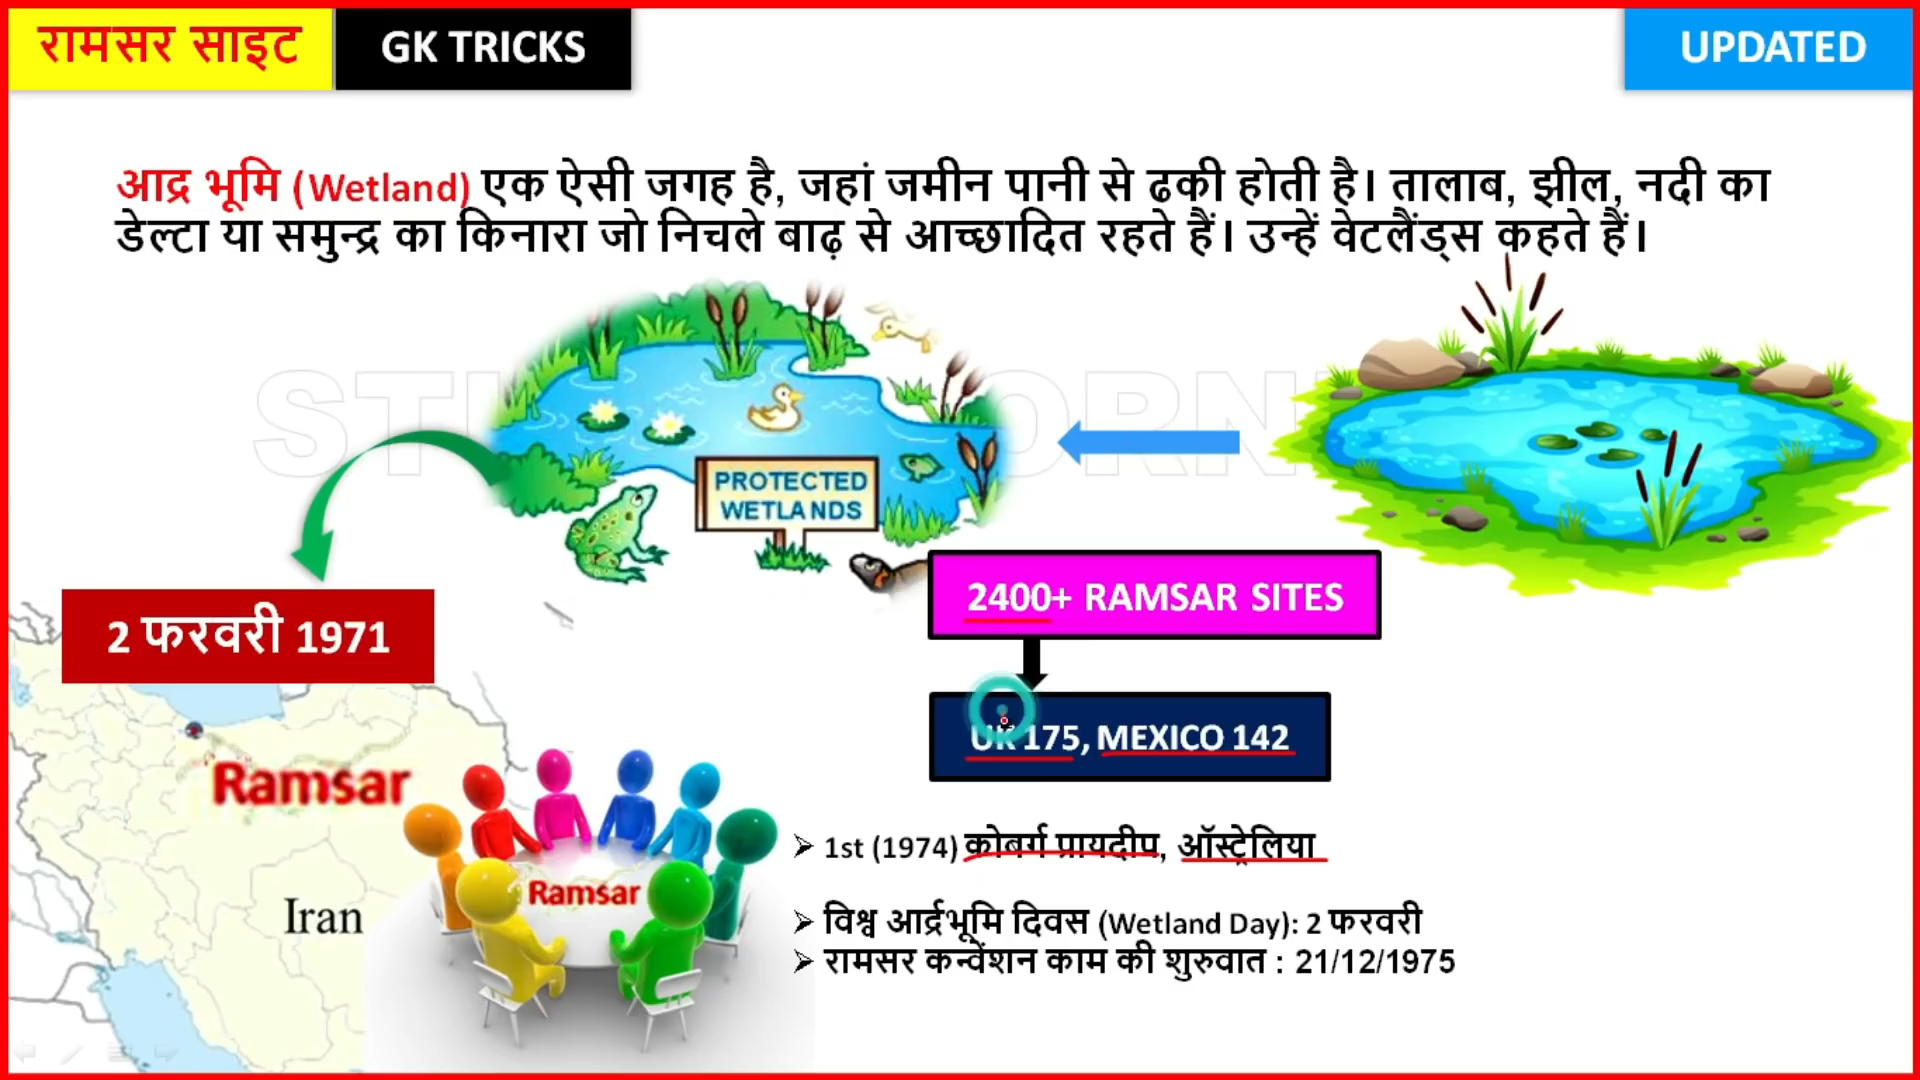 रामसर साइट
GK TRICKS
UPDATED
आद्र भूमि (Wetland) एक ऐसी जगह है, जहां जमीन पानी से ढकी होती है। तालाब, झील, नदी का
डेल्टा या समुन्द्र का किनारा जो निचले बाढ़ से आच्छादित रहते हैं। उन्हें वेटलैंड्स कहते हैं।
PROTECTED
WETLANDS
2400+ RAMSAR SITES
2 फरवरी 1971
UK 175, MEXICO 142
Ramsar
1st (1974) कोबर्ग प्रायदीप, ऑस्ट्रेलिया
Ramsar
Iran
विश्व आर्द्रभूमि दिवस (Wetland Day): 2 फरवरी
रामसर कन्वेंशन काम की शुरुवात : 21/12/1975